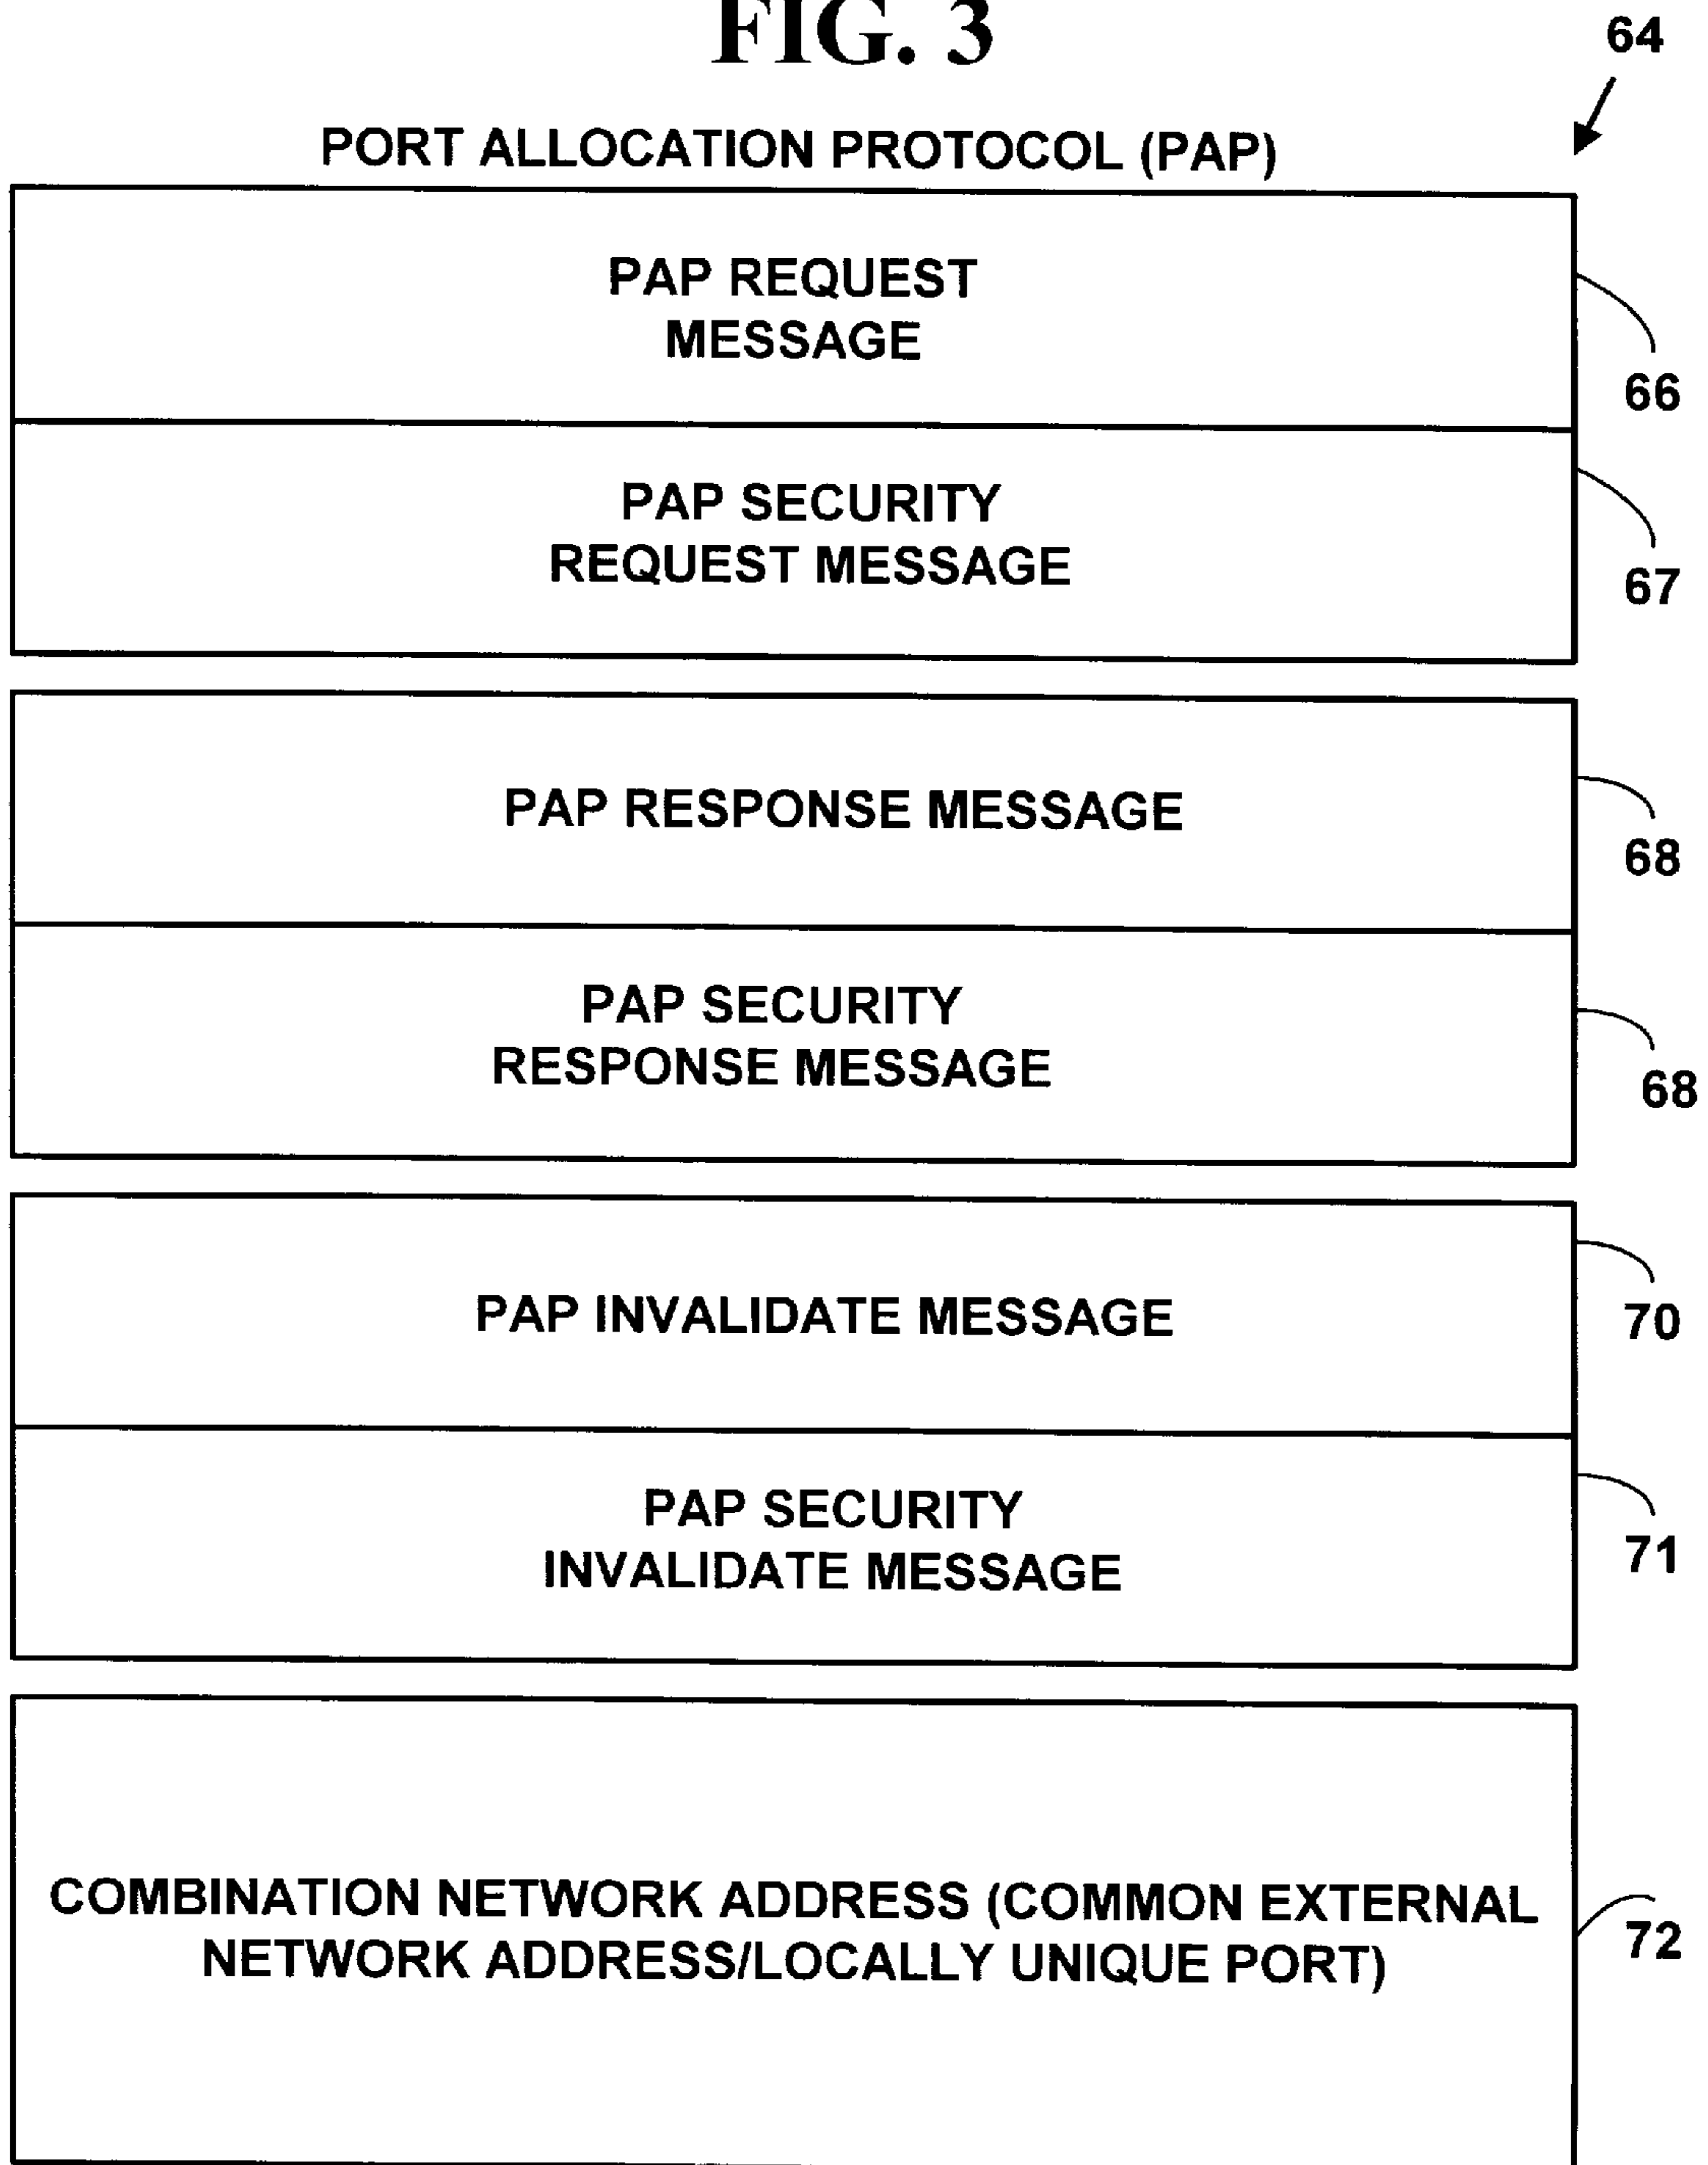 FIG. 3
64
PORT ALLOCATION PROTOCOL (PAP)
PAP REQUEST
MESSAGE
66
PAP SECURITY
REQUEST MESSAGE
67
PAP RESPONSE MESSAGE
68
PAP SECURITY
RESPONSE MESSAGE
68
PAP INVALIDATE MESSAGE
70
PAP SECURITY
INVALIDATE MESSAGE
71
COMBINATION NETWORK ADDRESS (COMMON EXTERNAL
NETWORK ADDRESS/LOCALLY UNIQUE PORT)
72